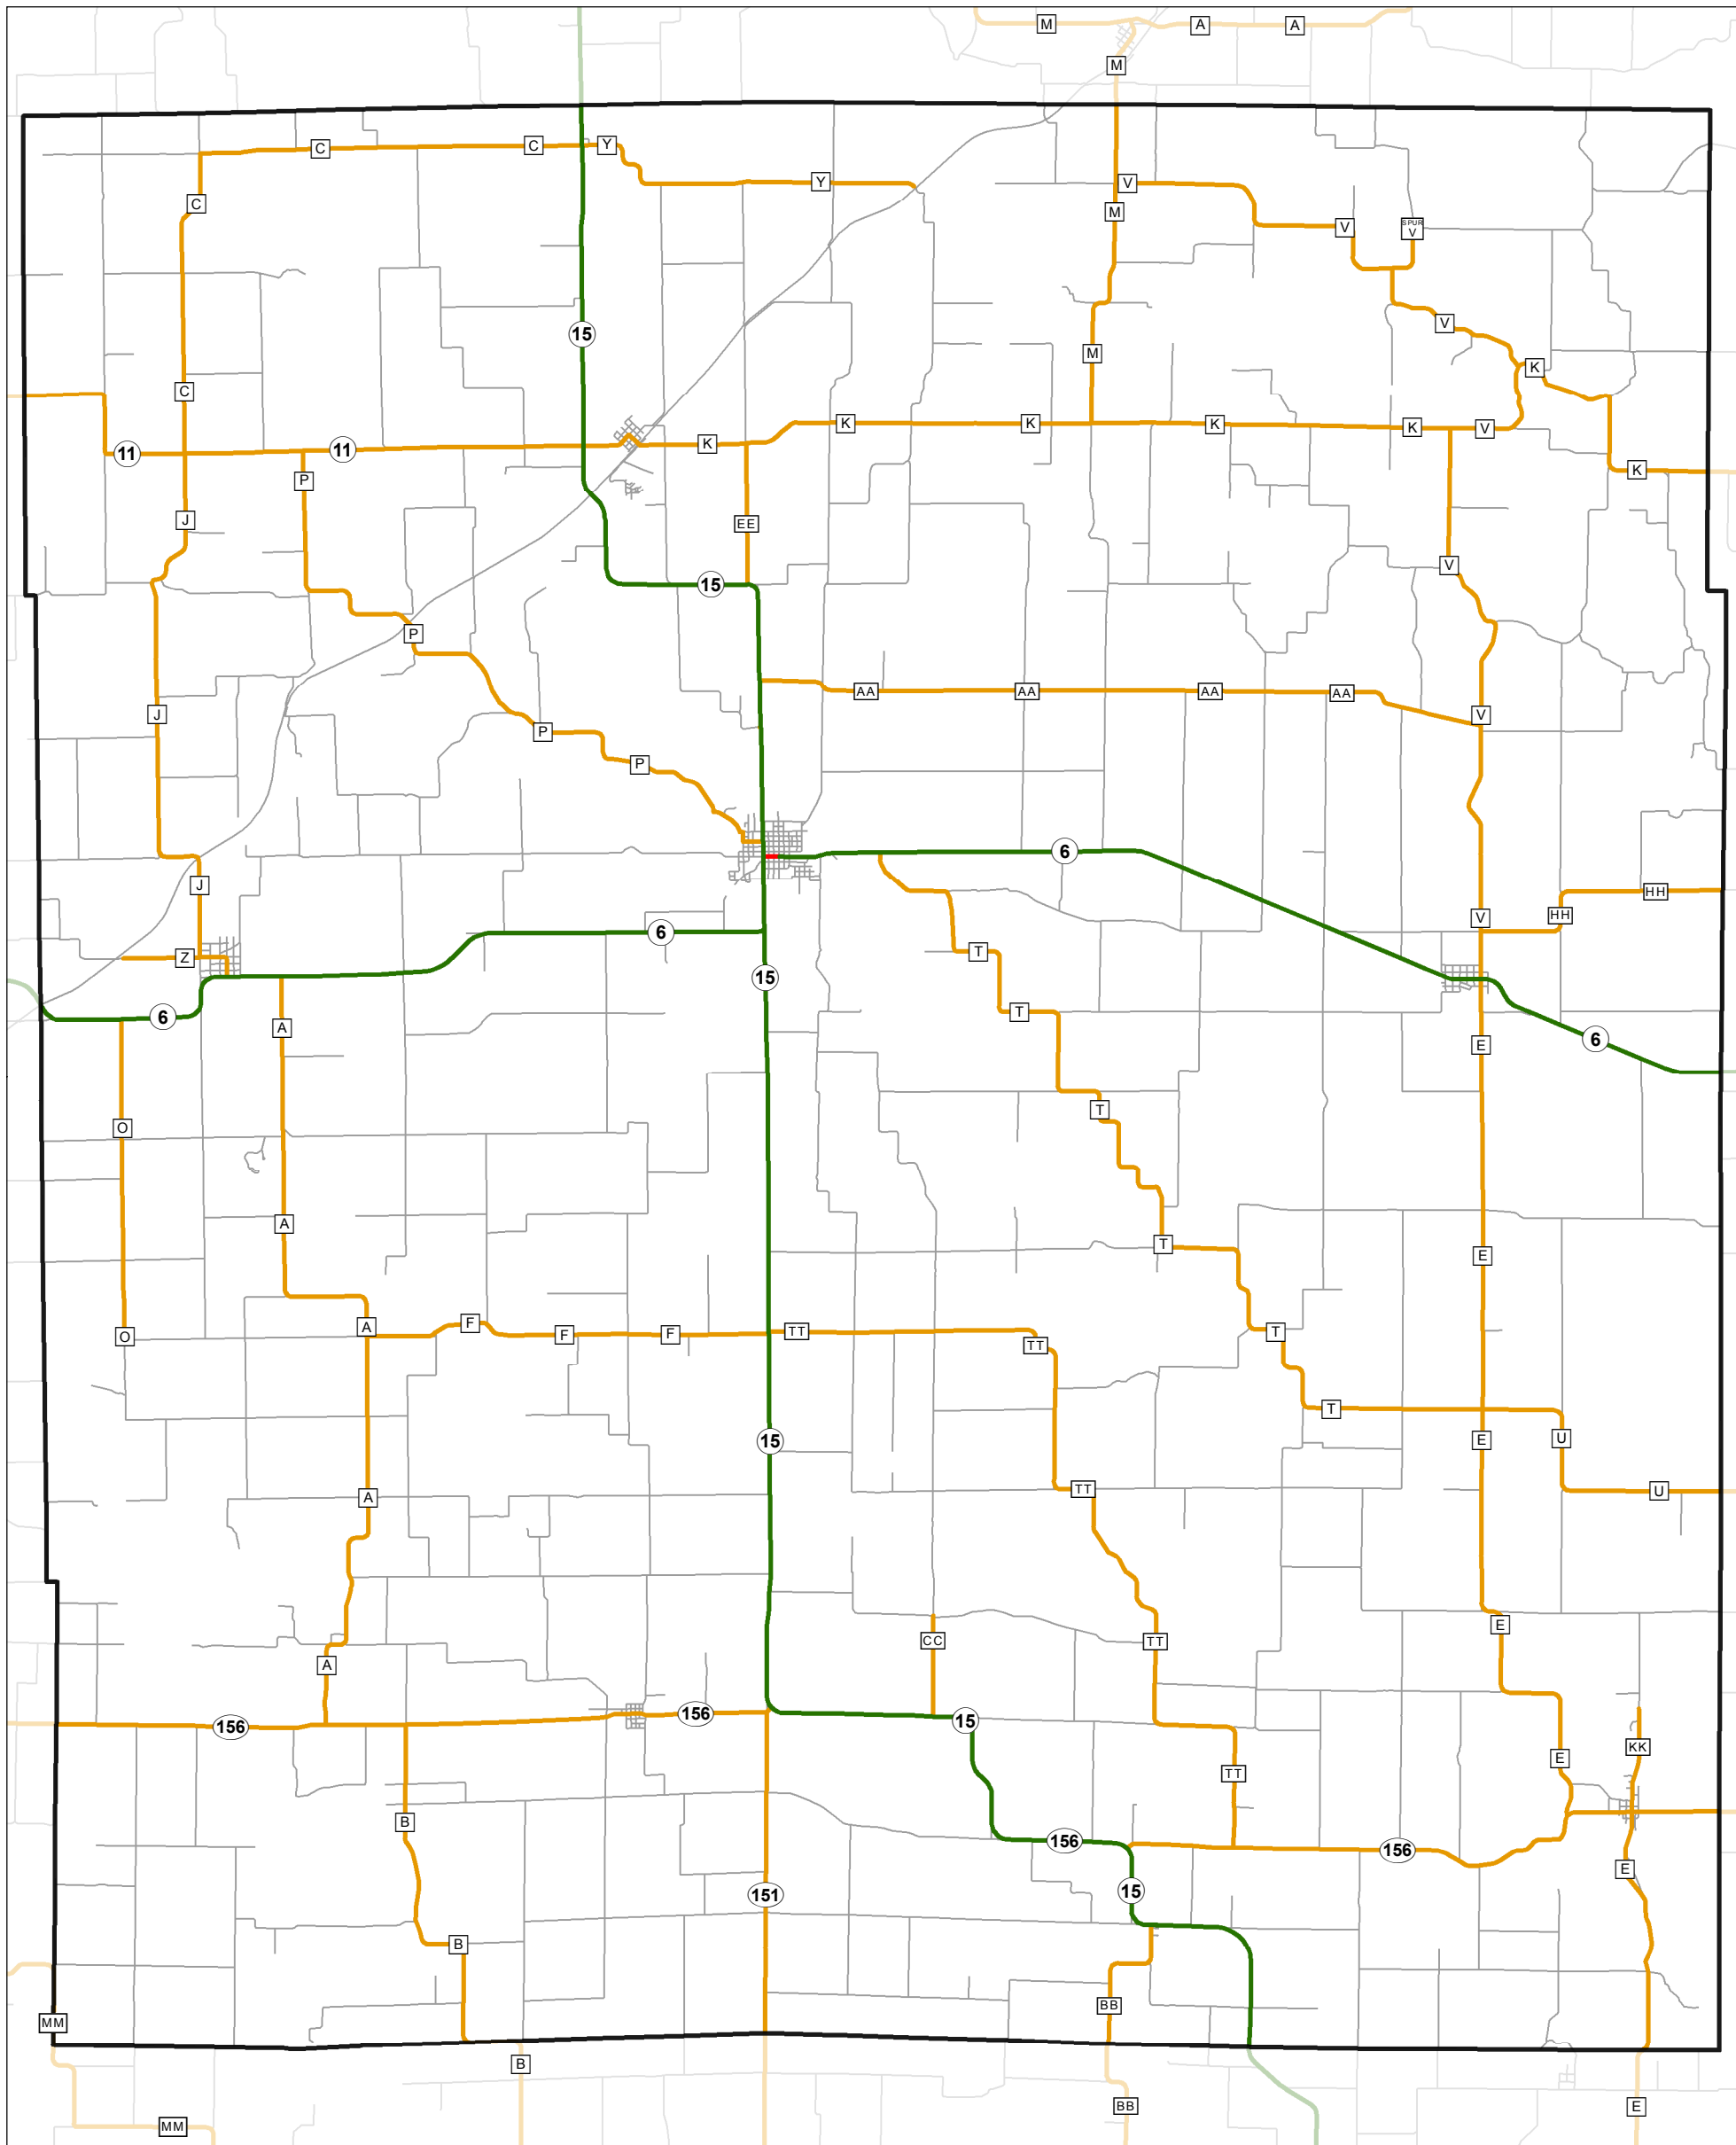 M A A
M
C C Y
Y V
C M
V SPUR V
V
15
M
K
C
K K K K V
11 11 K
P K
J EE
V
15
P
AA AA AA AA
J V
P
P
6
J HH
V HH
6
T
Z 15
6 T
A 6
E
T
O
A T
E
F TT
A F F T
O TT
T
15 E U
A TT U
E
CC TT
A
156 156 15
KK
E
TT
B 156 156
E
151 15
B
BB
MM
B
MM BB E